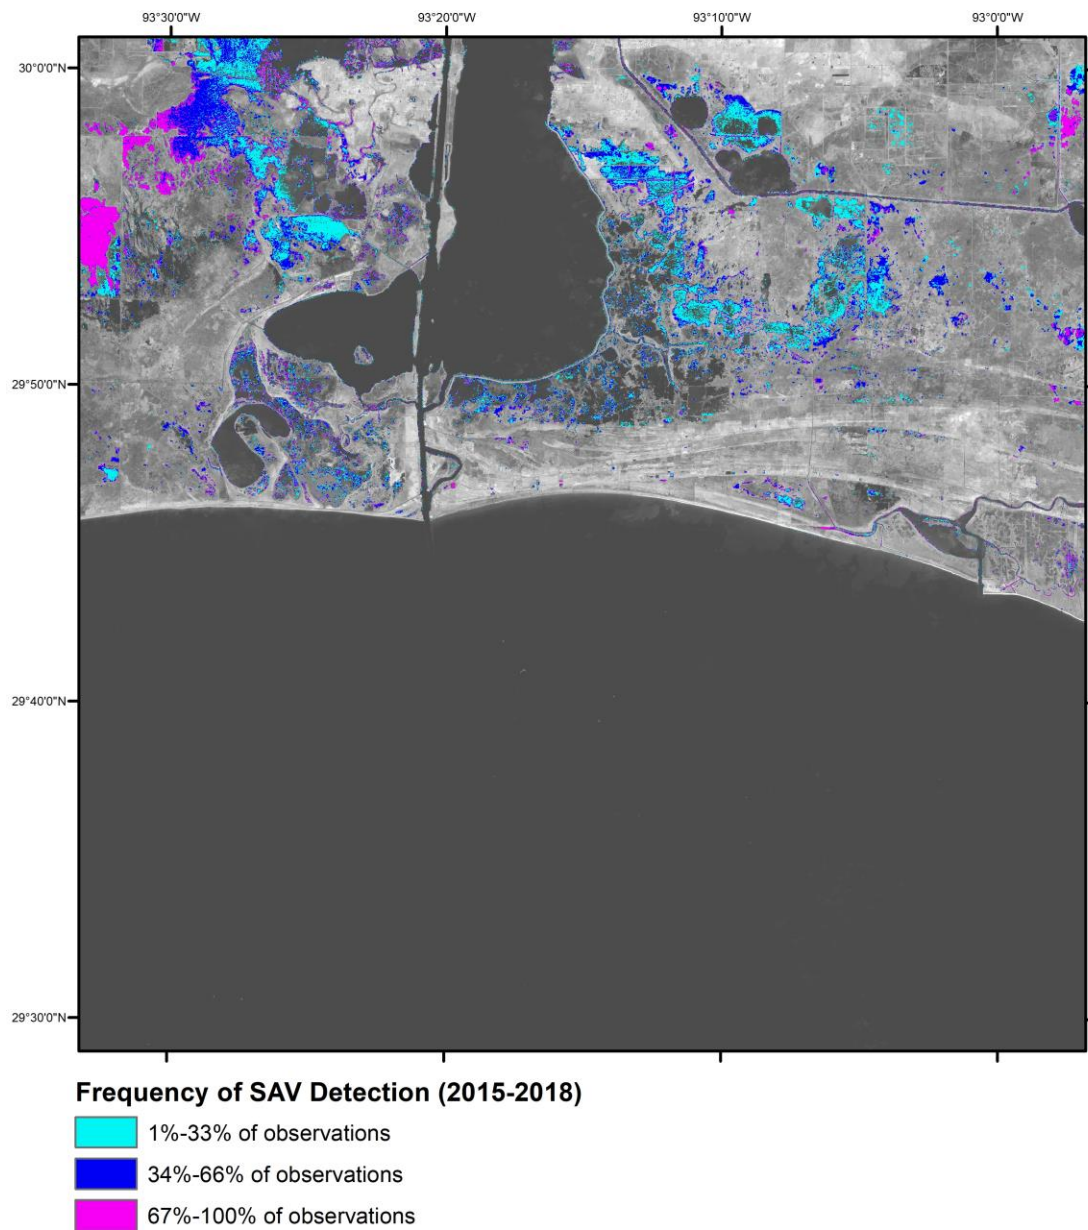 93°30'0"W 93°20'0"W 93°10'0"W 93°0'0"W
30°0'0"N
29°50'0"N
29°40'0"N
29°30'0"N
Frequency of SAV Detection (2015-2018)
1%-33% of observations
34%-66% of observations
67%-100% of observations